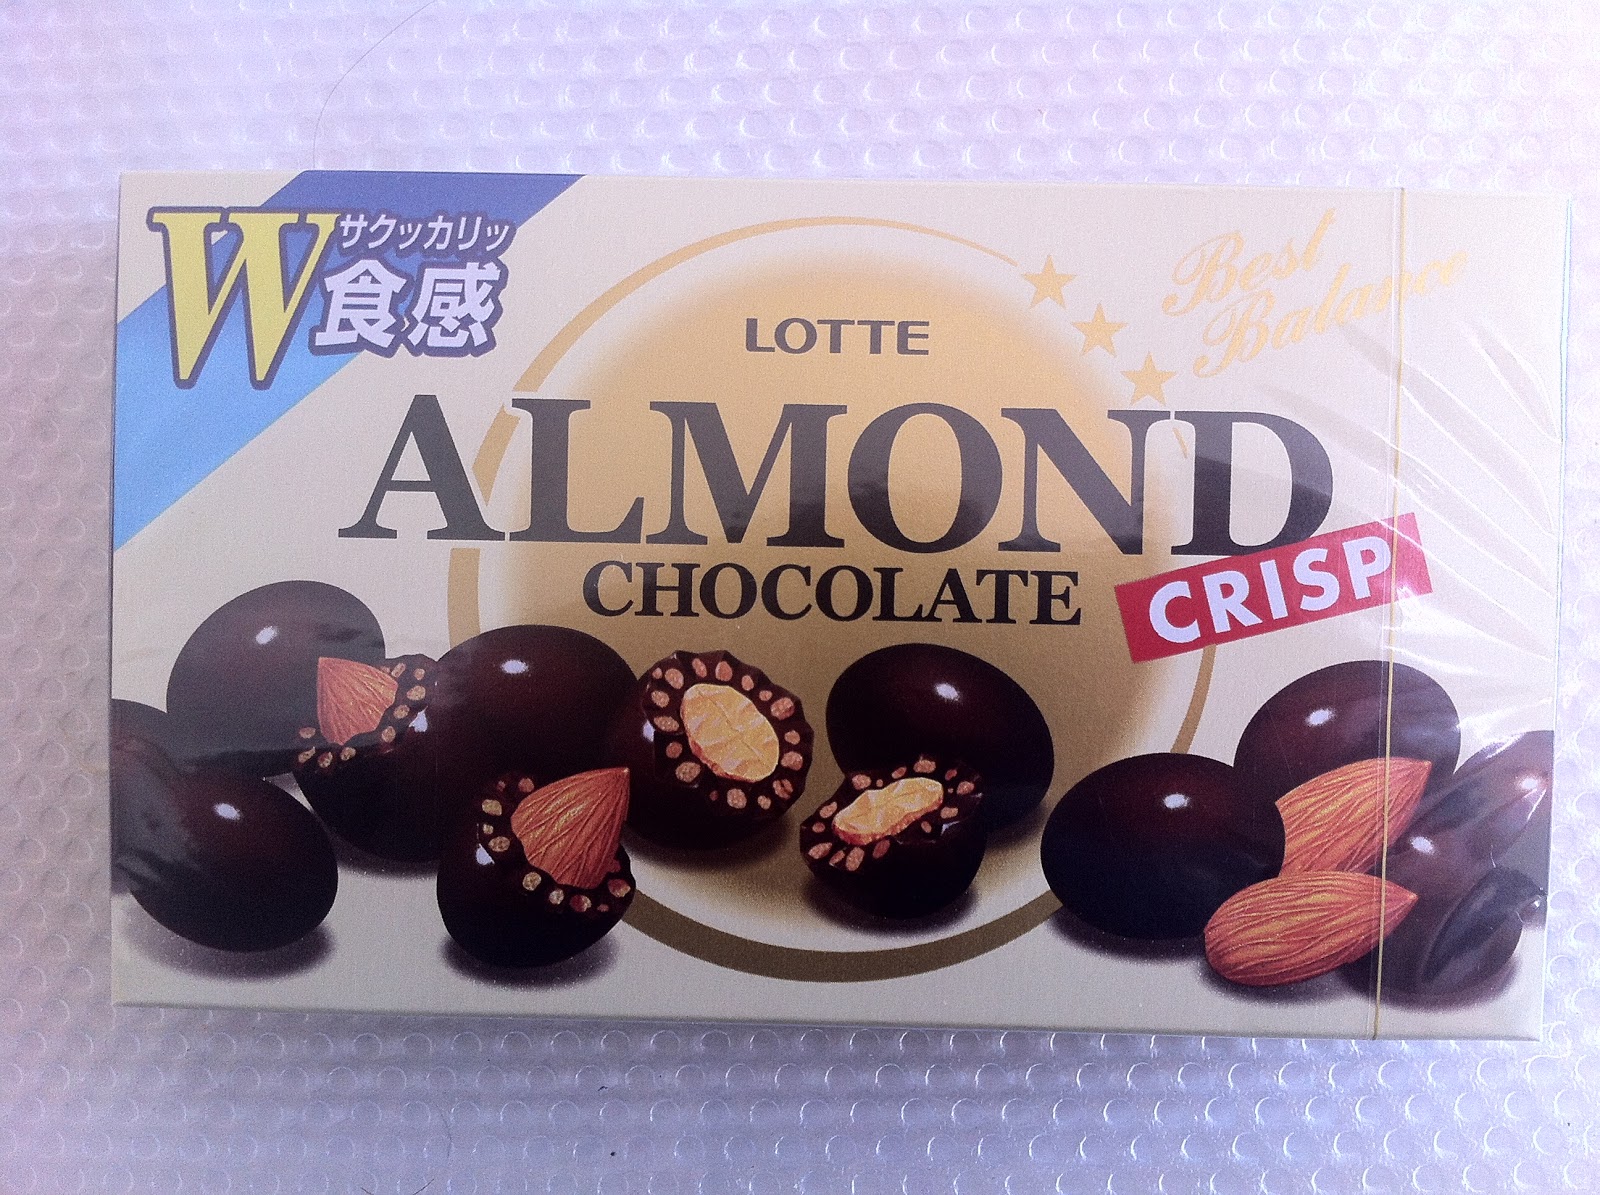 W サクッカリッ
食感
LOTTE
Best
Balance
ALMOND
CHOCOLATE
CRISP